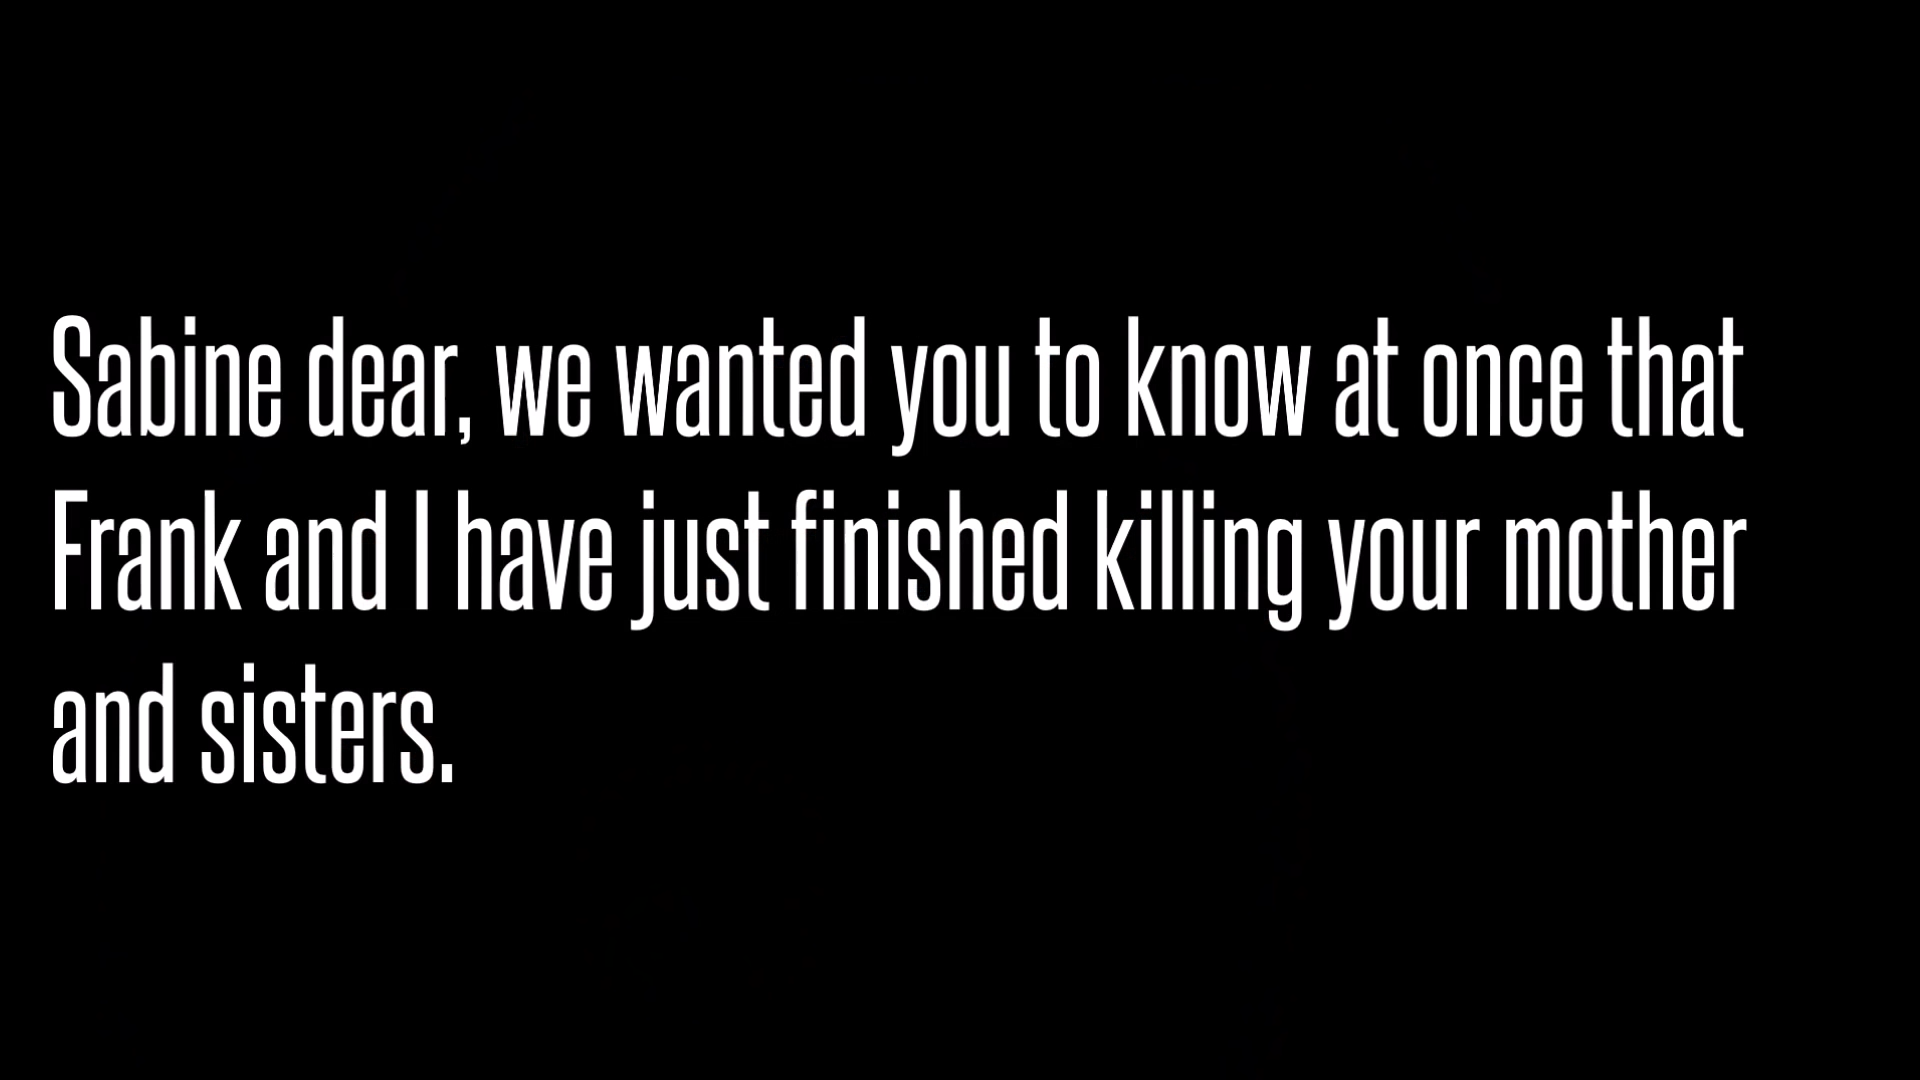 Sabine dear, we wanted you to know at once that
Frank and I have just finished killing your mother
and sisters.